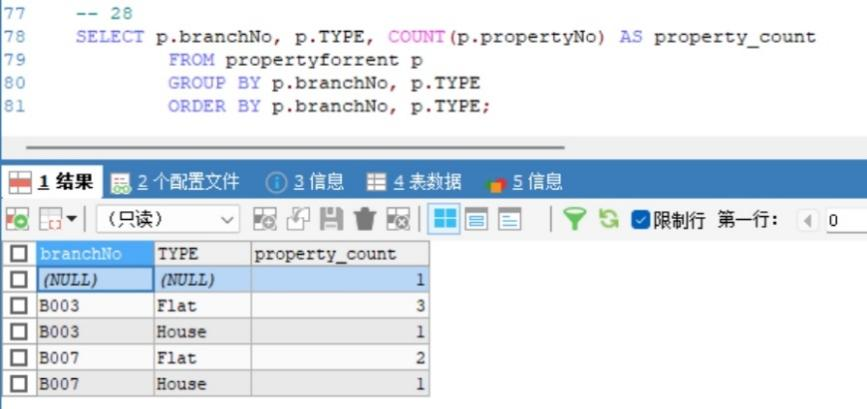 77 -- 28
78 SELECT p.branchNo, p.TYPE, COUNT(p.propertyNo) AS property_count
79 FROM propertyforrent p
80 GROUP BY p.branchNo, p.TYPE
81 ORDER BY p.branchNo, p.TYPE;
1 结果 2 个配置文件 3 信息 4 表数据 5 信息
(只读) 限制行 第一行: 0
branchNo TYPE property_count
(NULL) (NULL) 1
B003 Flat 3
B003 House 1
B007 Flat 2
B007 House 1